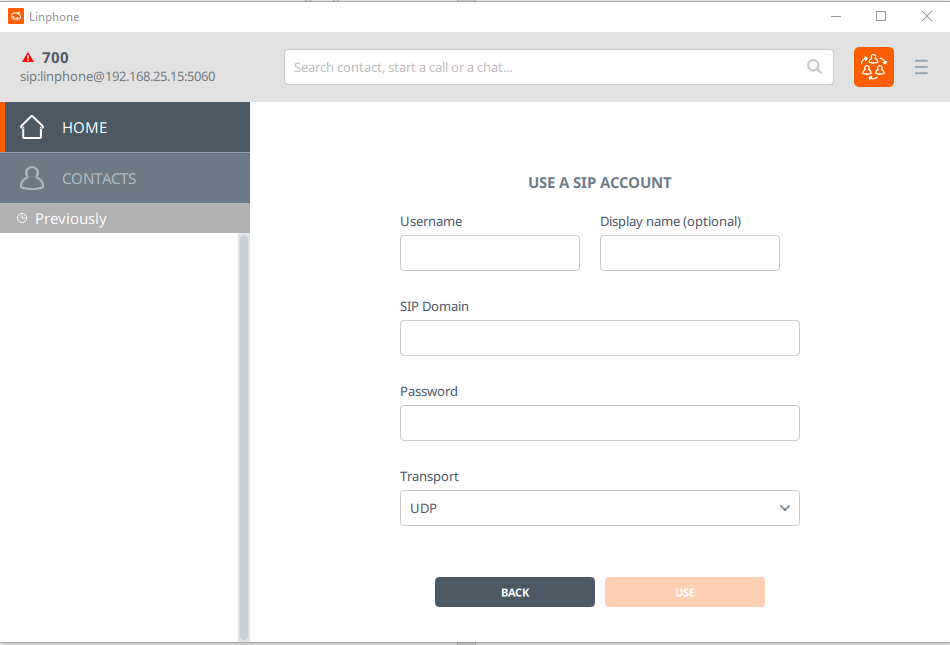 Linphone
700
sip:linphone@192.168.25.15:5060
Search contact, start a call or a chat...
HOME
CONTACTS
Previously
USE A SIP ACCOUNT
Username
Display name (optional)
SIP Domain
Password
Transport
UDP
BACK
USE